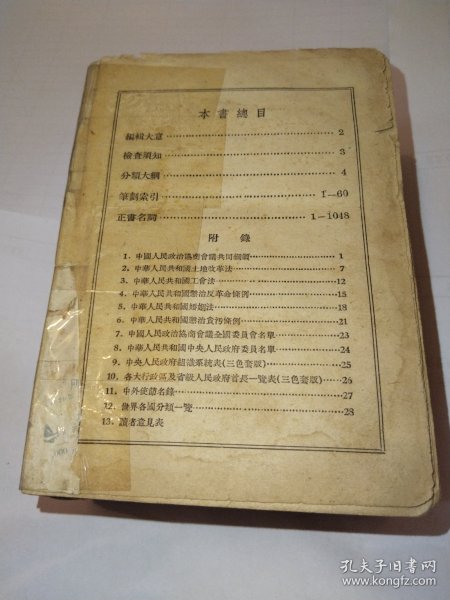 本書總目
編輯大意……………………2
檢查須知……………………3
分類大綱……………………4
筆劃索引……………………1-60
正書名詞……………………1-1048
附錄
1. 中國人民政治協商會議共同綱領……………………1
2. 中華人民共和國土地改革法……………………7
3. 中華人民共和國工會法……………………12
4. 中華人民共和國懲治反革命條例……………………15
5. 中華人民共和國婚姻法……………………18
6. 中華人民共和國懲治貪污條例……………………21
7. 中國人民政治協商會議全國委員會名單……………………23
8. 中華人民共和國中央人民政府委員名單……………………24
9. 中央人民政府組織系統表(三色套版)……………………25
10. 各大行政區及省級人民政府首長一覽表(三色套版)……26
11. 中外使節名錄……………………27
12. 世界各國分類一覽……………………28
13. 讀者意見表
孔夫子旧书网
www.kongfz.com